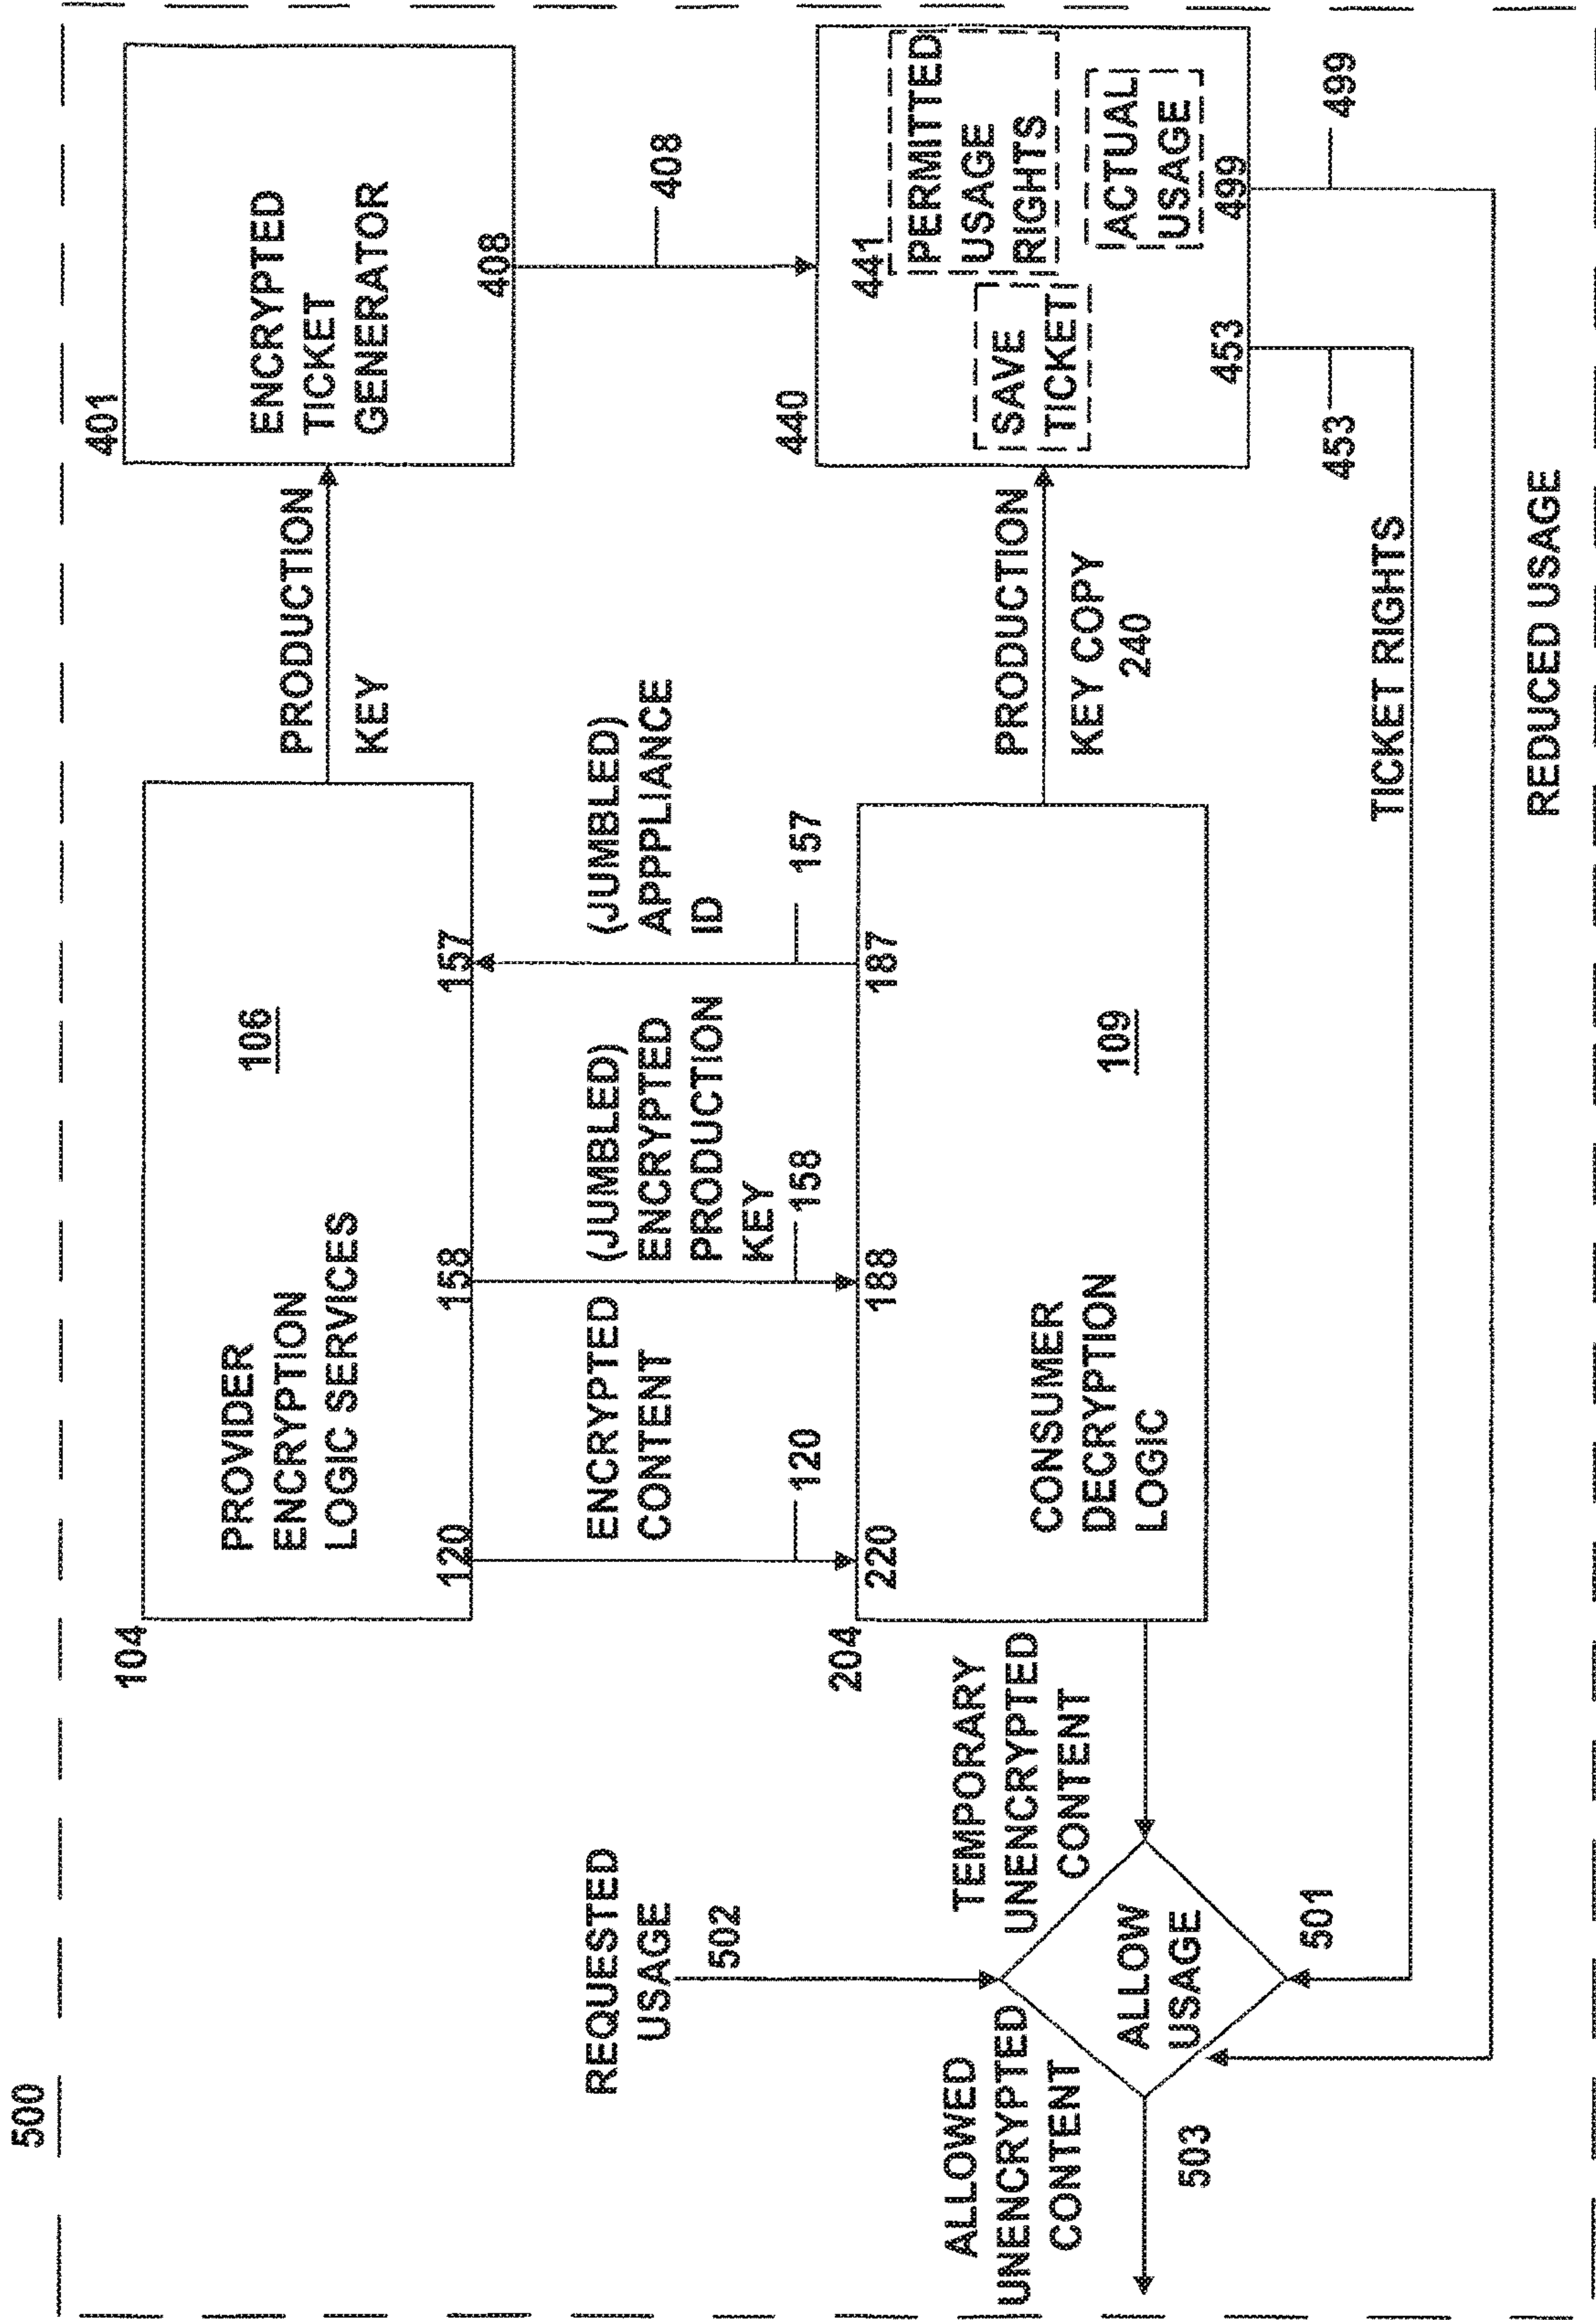 500
104
PROVIDER
ENCRYPTION
LOGIC SERVICES
106
120
158
157
PRODUCTION
KEY
401
ENCRYPTED
TICKET
GENERATOR
408
408
REQUESTED
USAGE
502
ENCRYPTED
CONTENT
120
(JUMBLED)
ENCRYPTED
PRODUCTION
KEY
158
(JUMBLED)
APPPLIANCE
ID
157
204
220
188
187
CONSUMER
DECRYPTION
LOGIC
109
PRODUCTION
KEY COPY
240
440
441
PERMITTED
USAGE
RIGHTS
SAVE
TICKET
ACTUAL
USAGE
453
499
453
499
ALLOWED
UNENCRYPTED
CONTENT
503
ALLOW
USAGE
501
TEMPORARY
UNENCRYPTED
CONTENT
TICKET RIGHTS
REDUCED USAGE